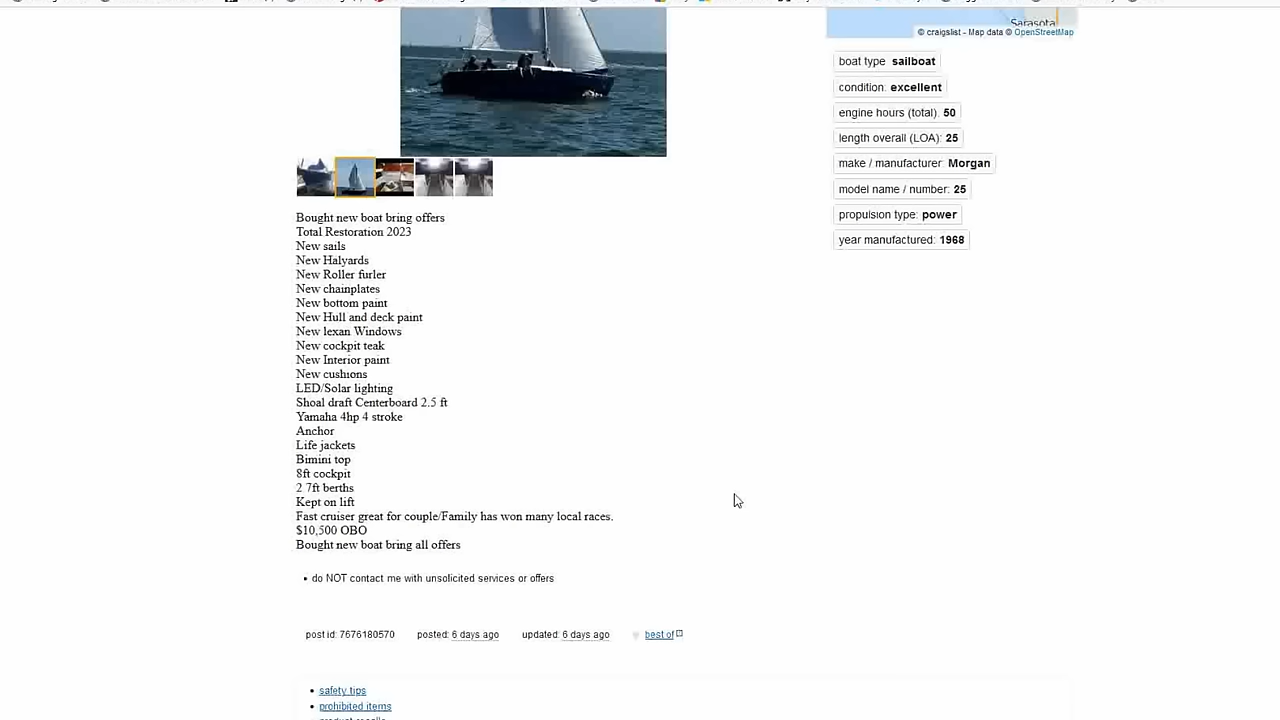 Sarasota
© craigslist - Map data © OpenStreetMap
boat type sailboat
condition: excellent
engine hours (total): 50
length overall (LOA): 25
make / manufacturer: Morgan
model name / number: 25
propulsion type: power
year manufactured: 1968
Bought new boat bring offers
Total Restoration 2023
New sails
New Halyards
New Roller furler
New chainplates
New bottom paint
New Hull and deck paint
New lexan Windows
New cockpit teak
New Interior paint
New cushions
LED/Solar lighting
Shoal draft Centerboard 2.5 ft
Yamaha 4hp 4 stroke
Anchor
Life jackets
Bimini top
8ft cockpit
2 7ft berths
Kept on lift
Fast cruiser great for couple/Family has won many local races.
$10,500 OBO
Bought new boat bring all offers
• do NOT contact me with unsolicited services or offers
post id: 7676180570 posted: 6 days ago updated: 6 days ago best of
• safety tips
• prohibited items